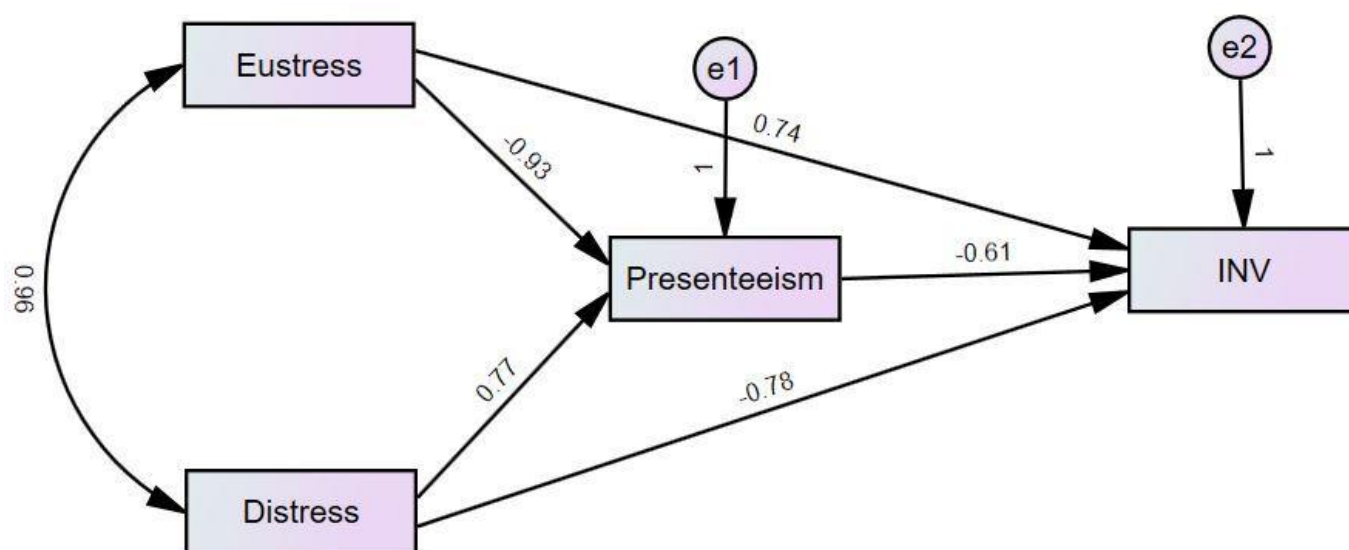 Eustress
e1
e2
0.74
-0.93
1
1
0.96
Presenteeism
-0.61
INV
0.77
-0.78
Distress